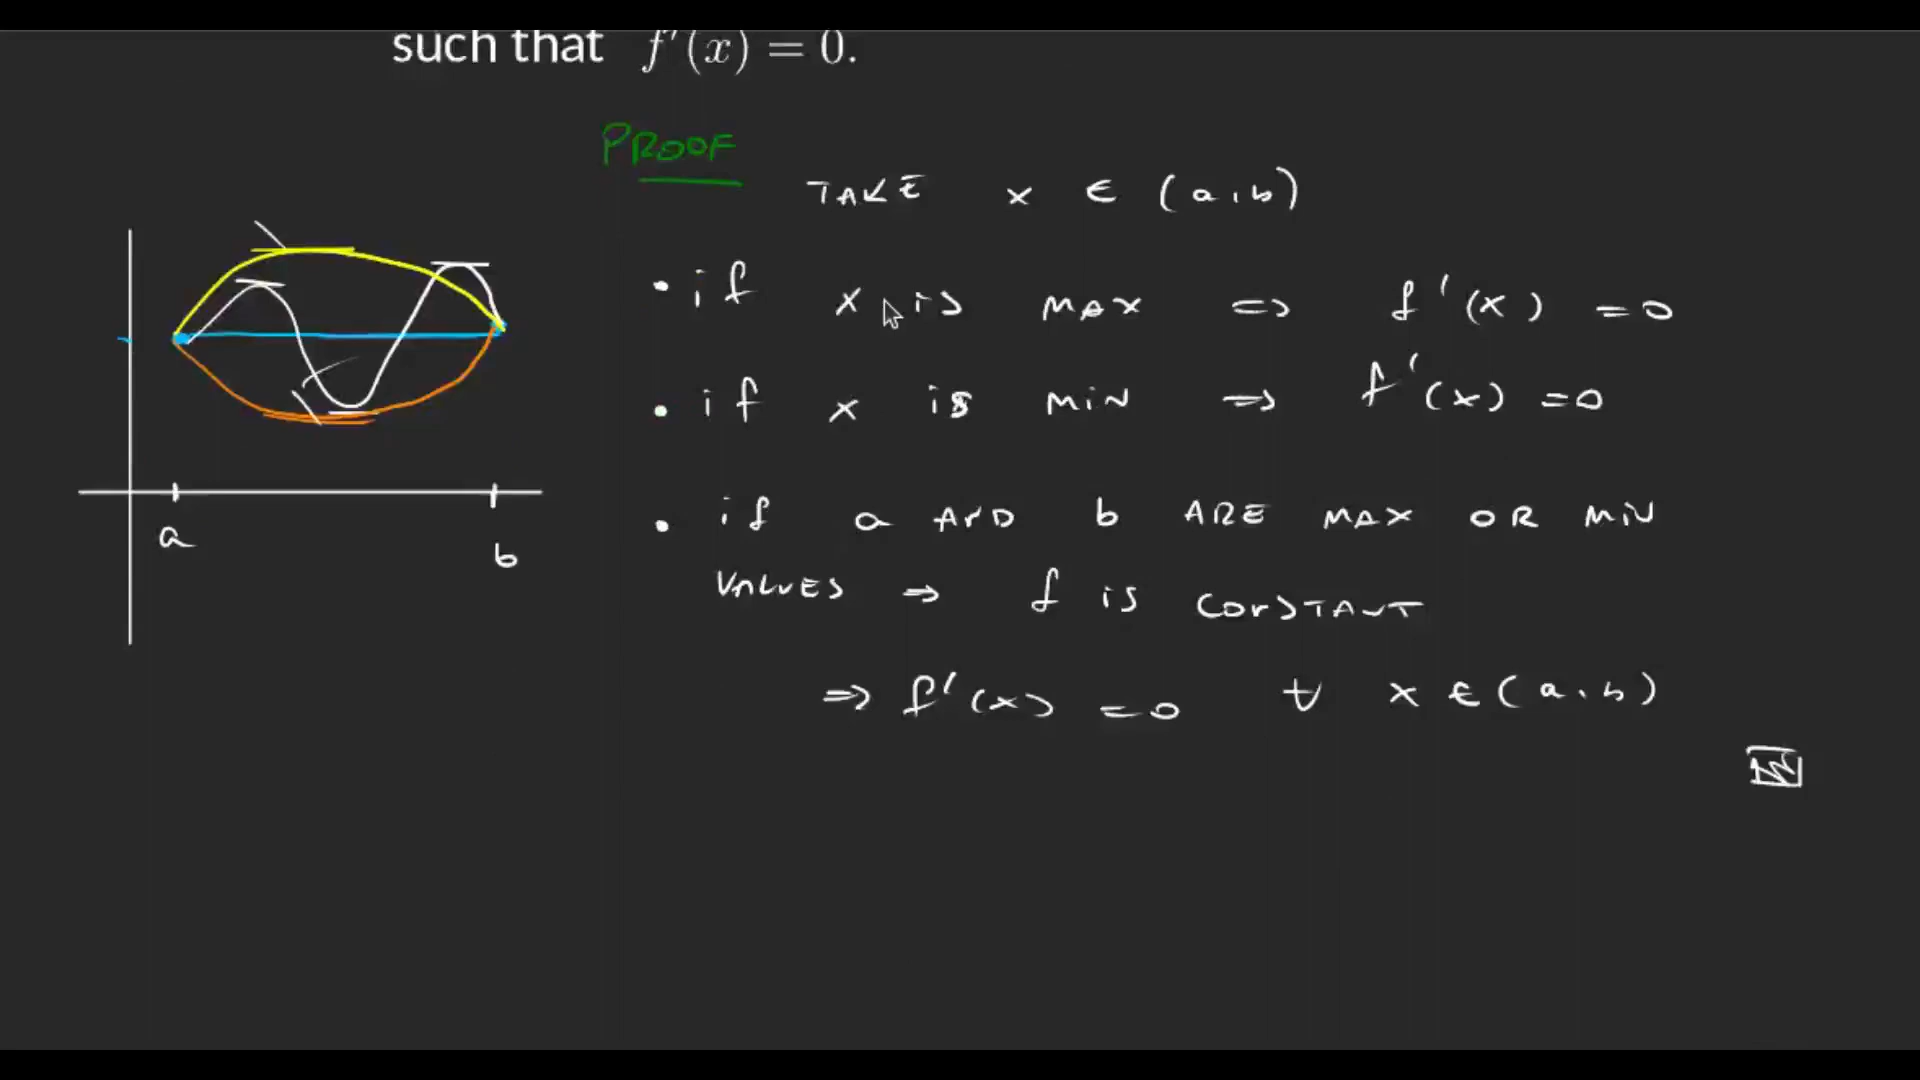 such that f'(x) = 0.
PROOF
TAKE x ∈ (a,b)
• if x is MAX => f'(x) = 0
• if x is MIN => f'(x) = 0
• if a AND b ARE MAX OR MIN
VALUES => f is CONSTANT
=> f'(x) = 0 ∀ x ∈ (a,b)
a
b